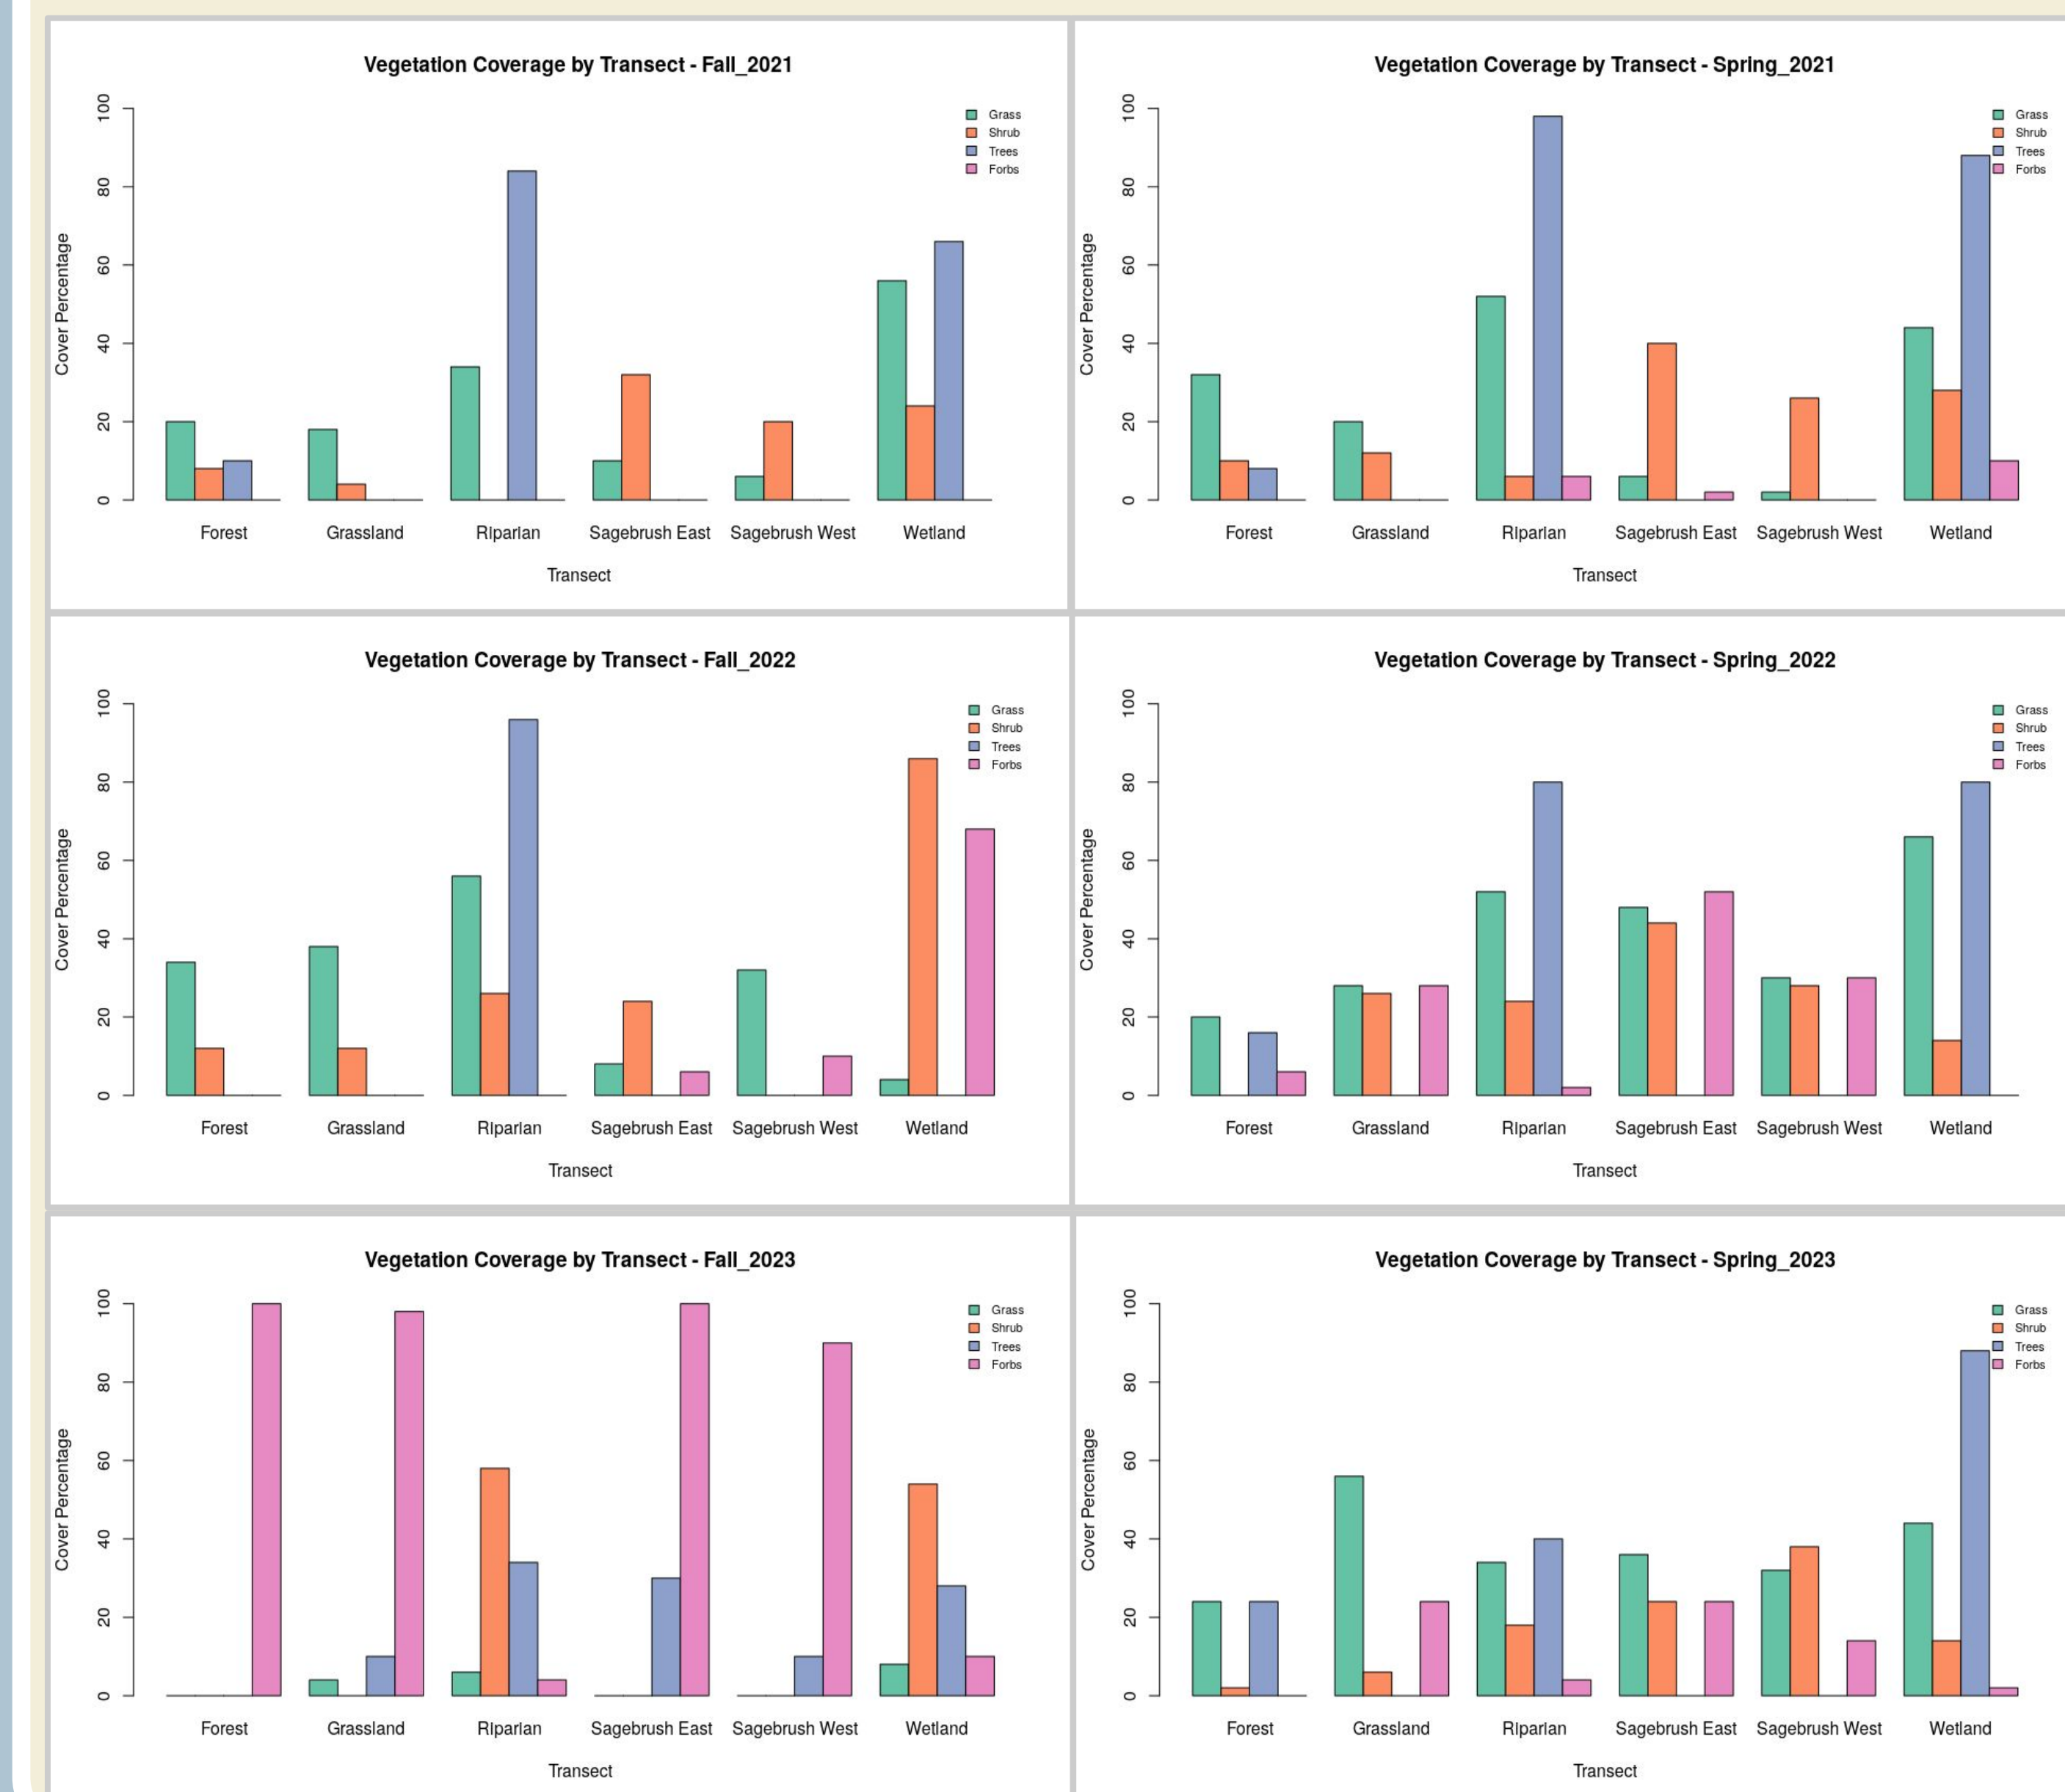 Vegetation Coverage by Transect - Fall_2021
Grass
Shrub
Trees
Forbs
Cover Percentage
0
20
40
60
80
100
Forest
Grassland
Riparian
Sagebrush East
Sagebrush West
Wetland
Transect
Vegetation Coverage by Transect - Spring_2021
Grass
Shrub
Trees
Forbs
Cover Percentage
0
20
40
60
80
100
Forest
Grassland
Riparian
Sagebrush East
Sagebrush West
Wetland
Transect
Vegetation Coverage by Transect - Fall_2022
Grass
Shrub
Trees
Forbs
Cover Percentage
0
20
40
60
80
100
Forest
Grassland
Riparian
Sagebrush East
Sagebrush West
Wetland
Transect
Vegetation Coverage by Transect - Spring_2022
Grass
Shrub
Trees
Forbs
Cover Percentage
0
20
40
60
80
100
Forest
Grassland
Riparian
Sagebrush East
Sagebrush West
Wetland
Transect
Vegetation Coverage by Transect - Fall_2023
Grass
Shrub
Trees
Forbs
Cover Percentage
0
20
40
60
80
100
Forest
Grassland
Riparian
Sagebrush East
Sagebrush West
Wetland
Transect
Vegetation Coverage by Transect - Spring_2023
Grass
Shrub
Trees
Forbs
Cover Percentage
0
20
40
60
80
100
Forest
Grassland
Riparian
Sagebrush East
Sagebrush West
Wetland
Transect